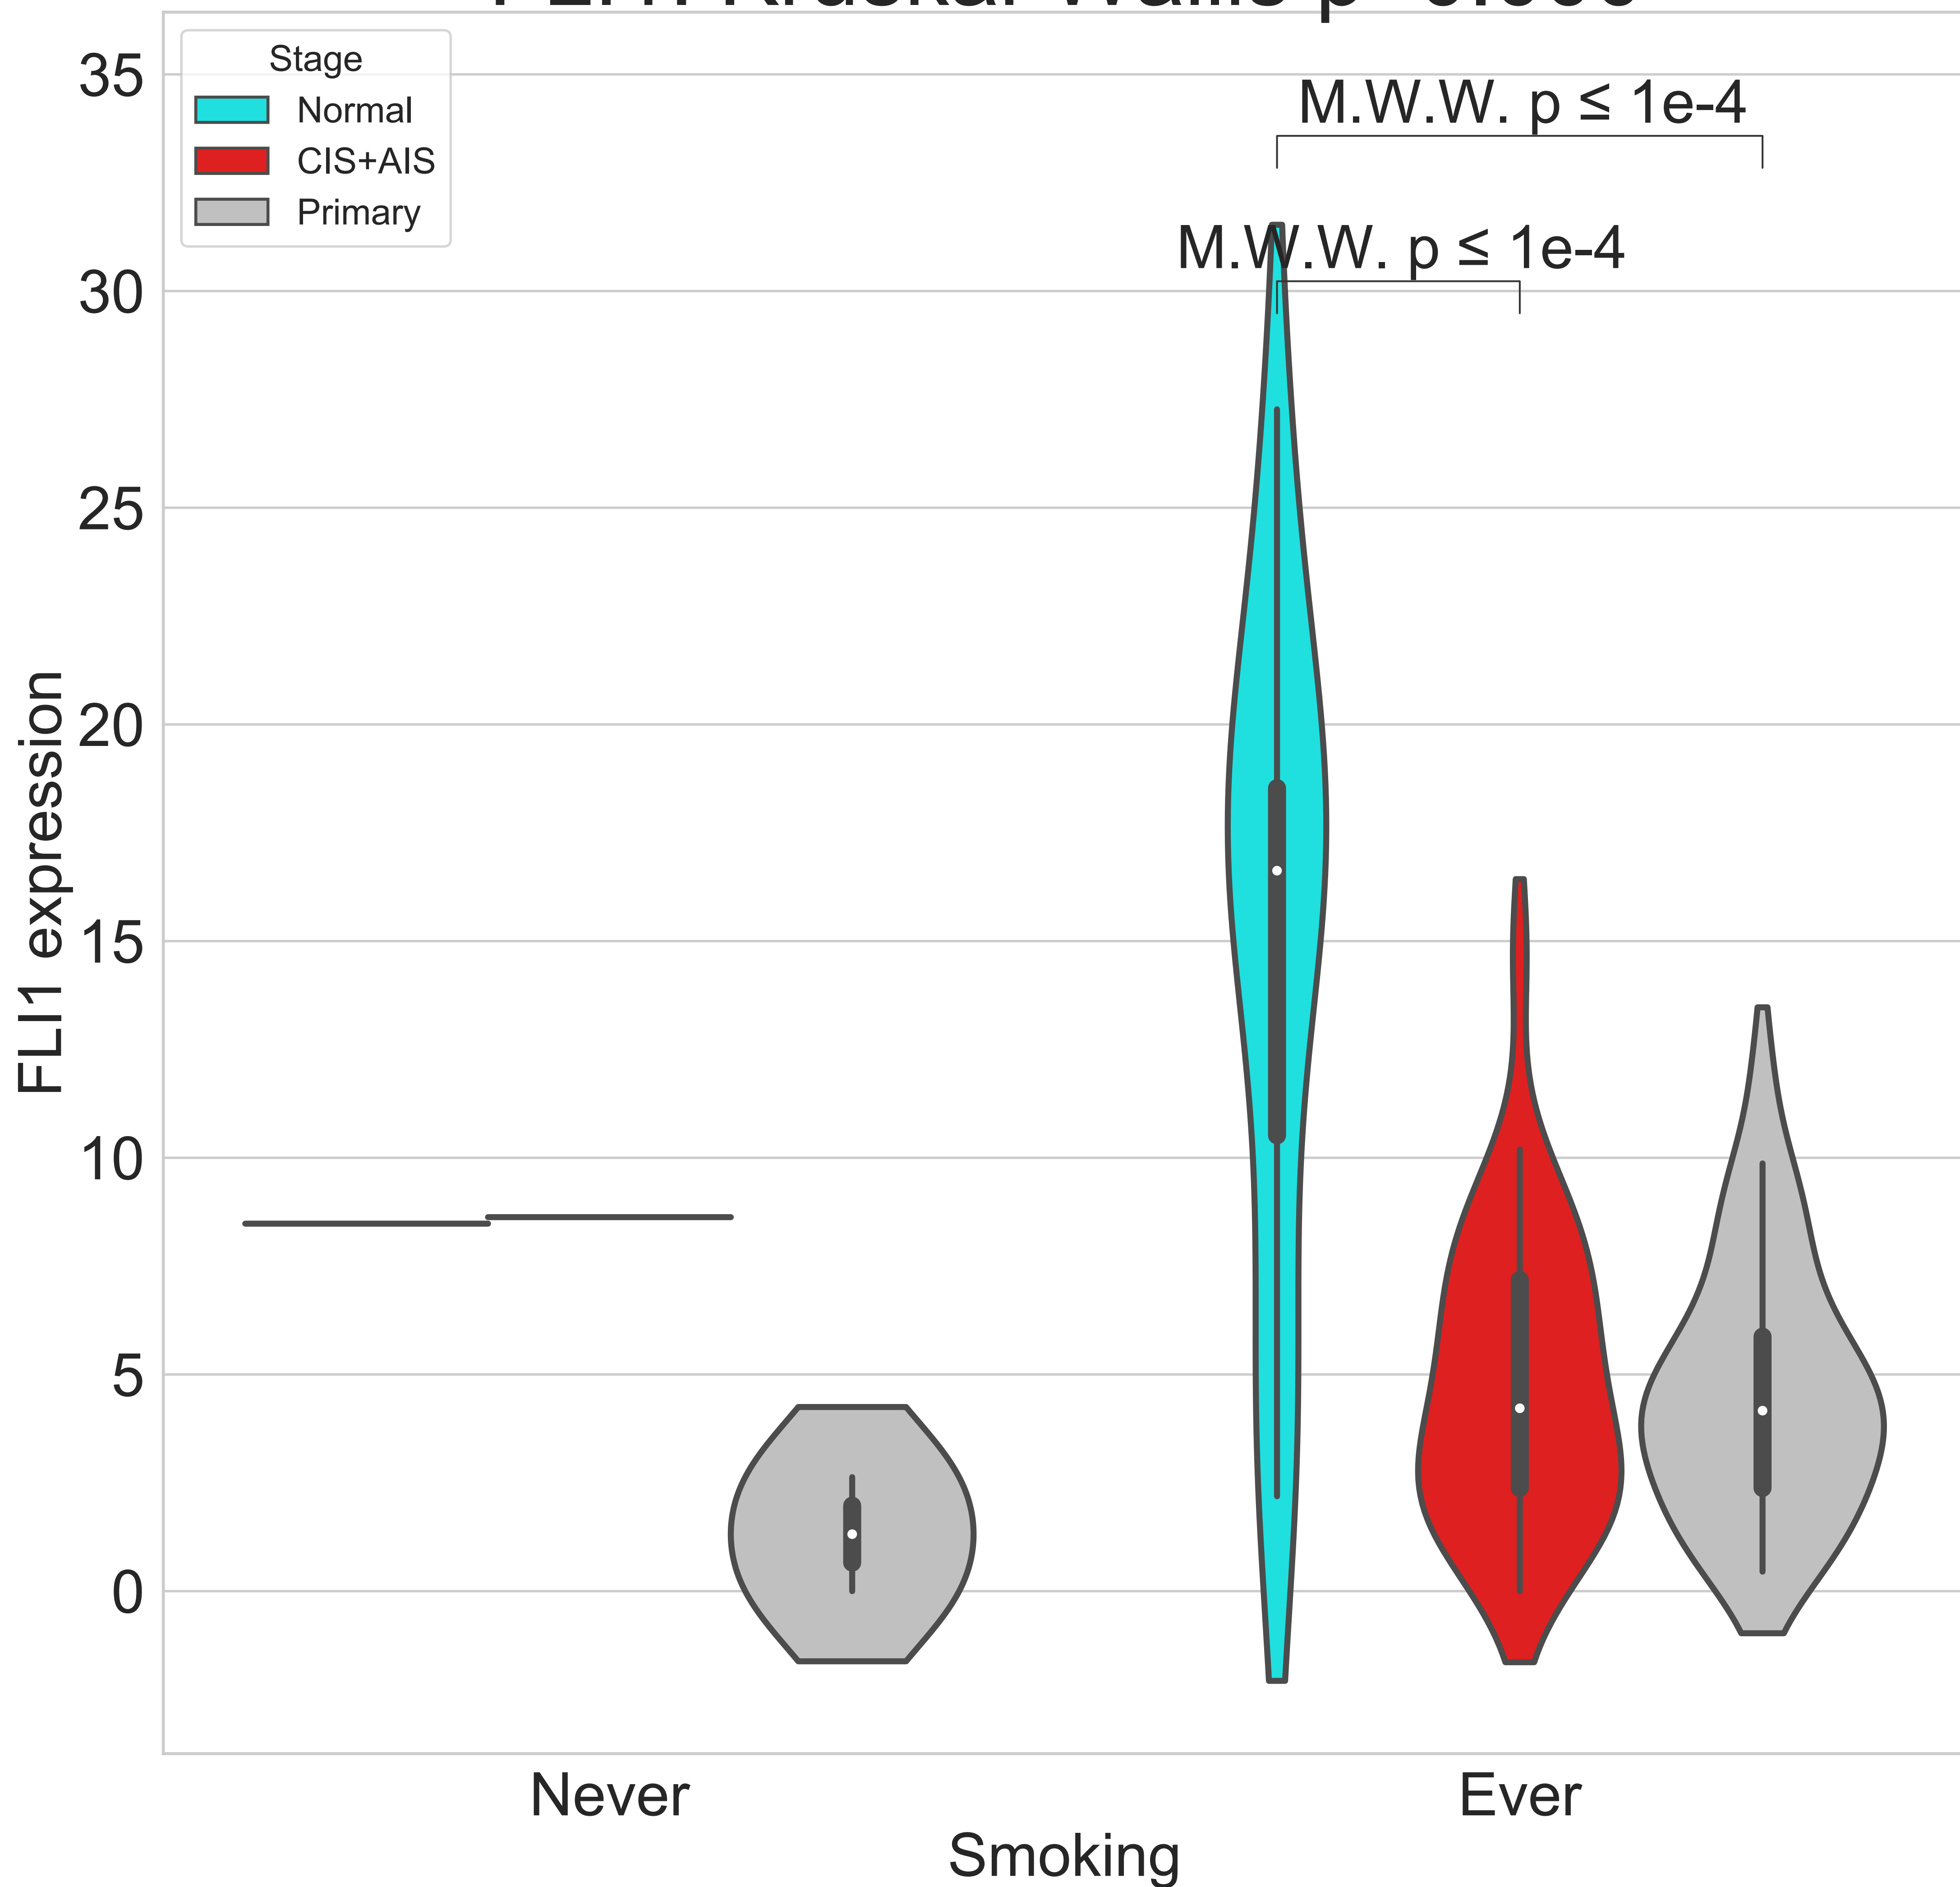 Stage
Normal
CIS+AIS
Primary
M.W.W. p ≤ 1e-4
M.W.W. p ≤ 1e-4
35
30
25
20
15
10
5
0
FLI1 expression
Never
Ever
Smoking